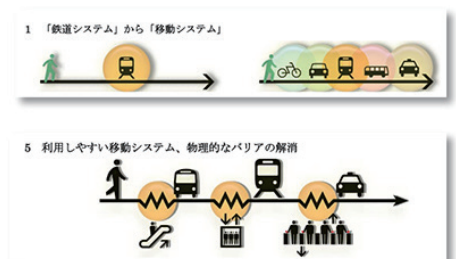 1 「鉄道システム」から「移動システム」
5 利用しやすい移動システム、物理的なバリアの解消